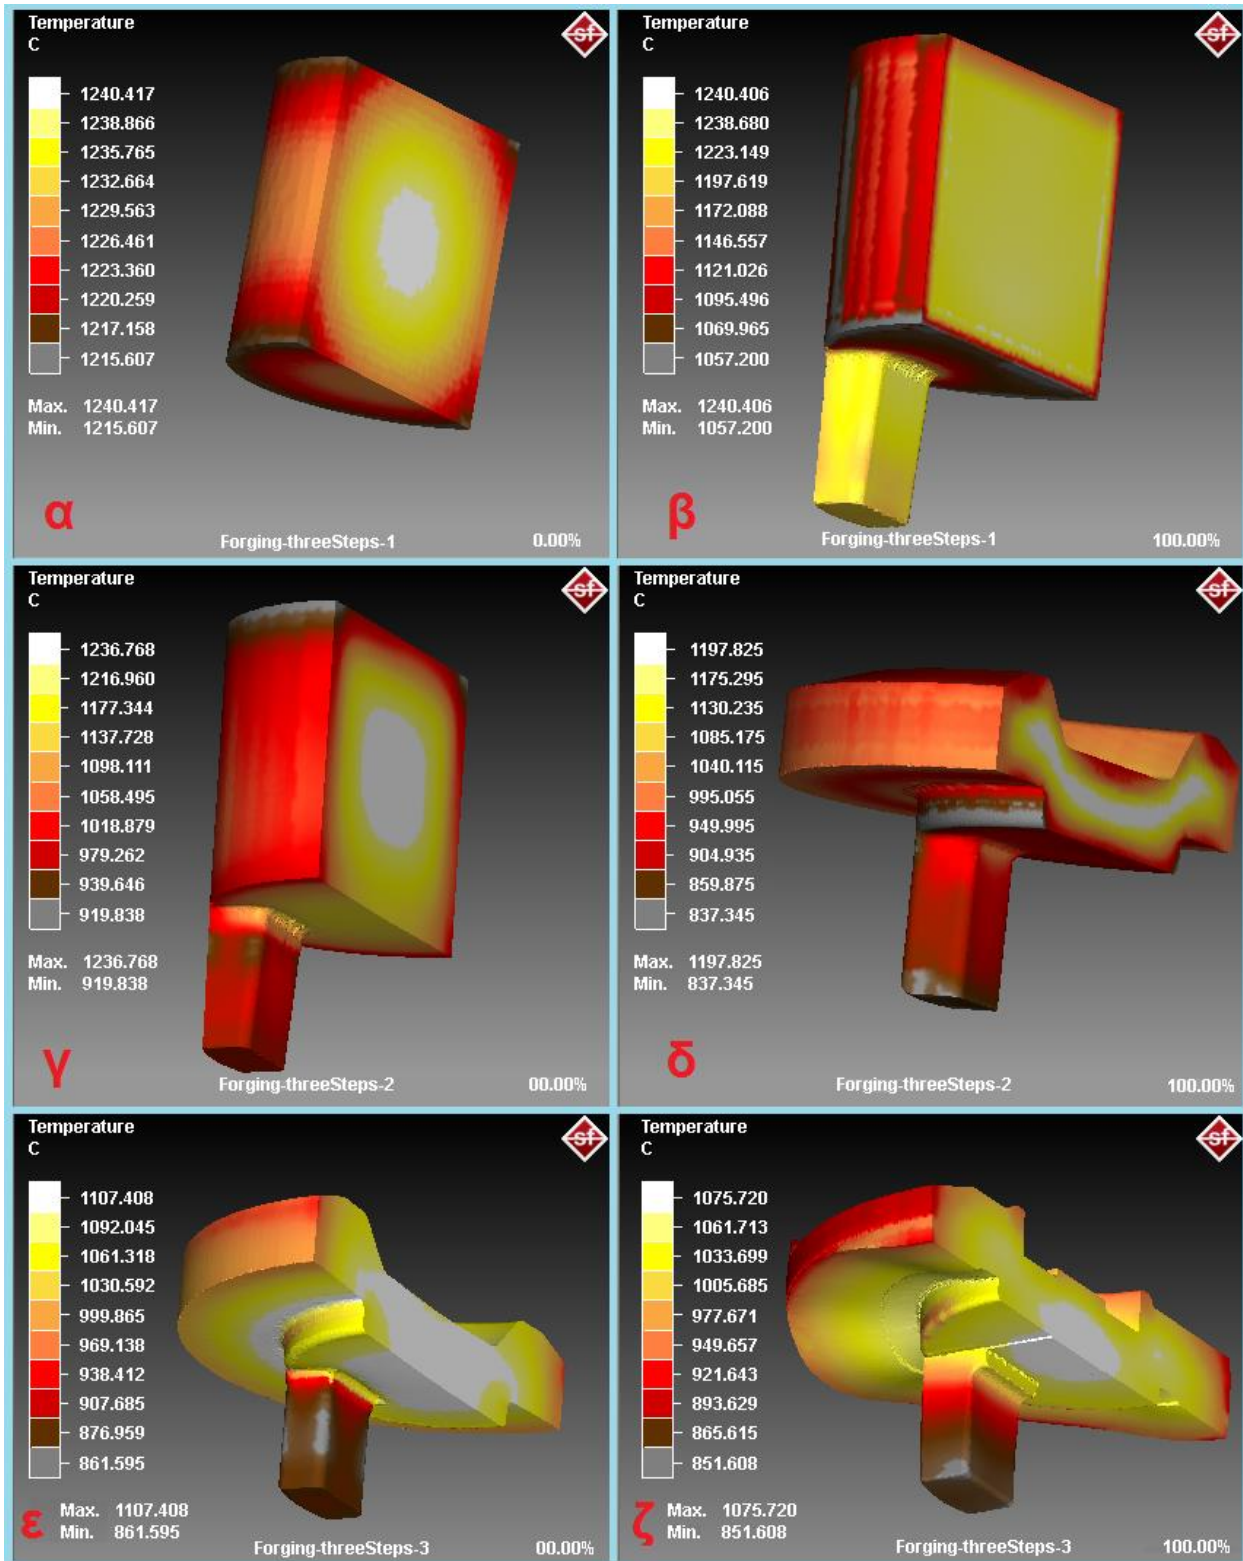 Temperature
C
sf
1240.417
1238.866
1235.765
1232.664
1229.563
1226.461
1223.360
1220.259
1217.158
1215.607
Max. 1240.417
Min. 1215.607
α
Forging-threeSteps-1 0.00%
Temperature
C
sf
1240.406
1238.680
1223.149
1197.619
1172.088
1146.557
1121.026
1095.496
1069.965
1057.200
Max. 1240.406
Min. 1057.200
β
Forging-threeSteps-1 100.00%
Temperature
C
sf
1236.768
1216.960
1177.344
1137.728
1098.111
1058.495
1018.879
979.262
939.646
919.838
Max. 1236.768
Min. 919.838
γ
Forging-threeSteps-2 00.00%
Temperature
C
sf
1197.825
1175.295
1130.235
1085.175
1040.115
995.055
949.995
904.935
859.875
837.345
Max. 1197.825
Min. 837.345
δ
Forging-threeSteps-2 100.00%
Temperature
C
sf
1107.408
1092.045
1061.318
1030.592
999.865
969.138
938.412
907.685
876.959
861.595
Max. 1107.408
Min. 861.595
ε
Forging-threeSteps-3 00.00%
Temperature
C
sf
1075.720
1061.713
1033.699
1005.685
977.671
949.657
921.643
893.629
865.615
851.608
Max. 1075.720
Min. 851.608
ζ
Forging-threeSteps-3 100.00%